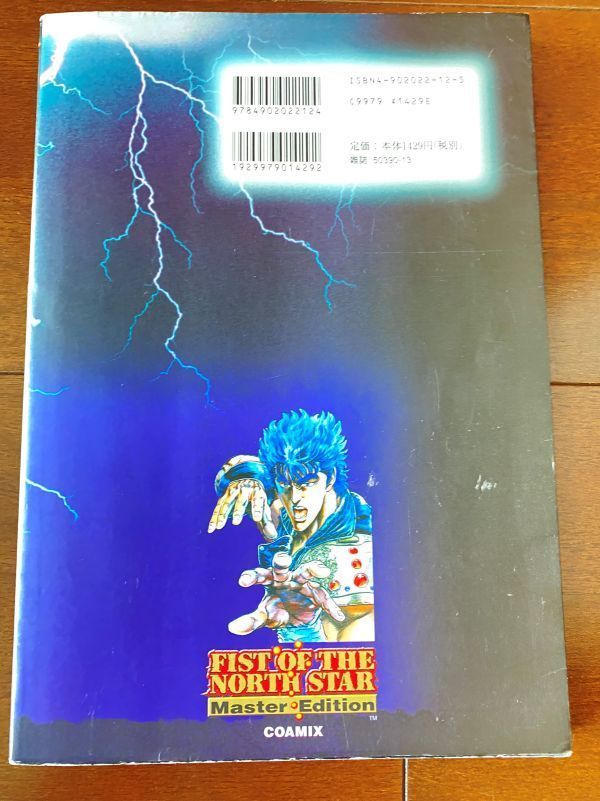 ISBN4-902022-12-5
C9979 ¥1429E
9784902022124
定価：本体1429円(税別)
雑誌 50390-13
1929979014292
FIST OF THE
NORTH STAR
Master Edition
TM
COAMIX